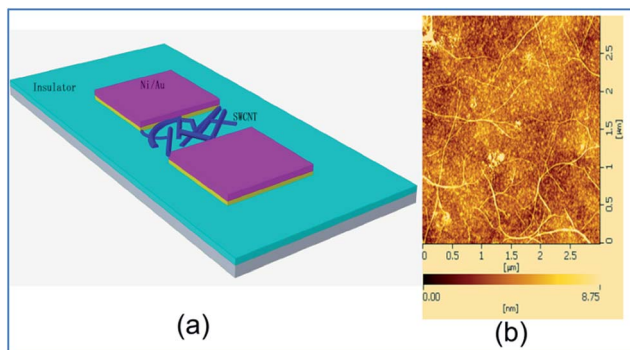 Insulator
Ni/Au
SWCNT
(a)
2.5
2
1.5
[µm]
1
0.5
0
0 0.5 1 1.5 2 2.5
[µm]
0.00 8.75
[nm]
(b)